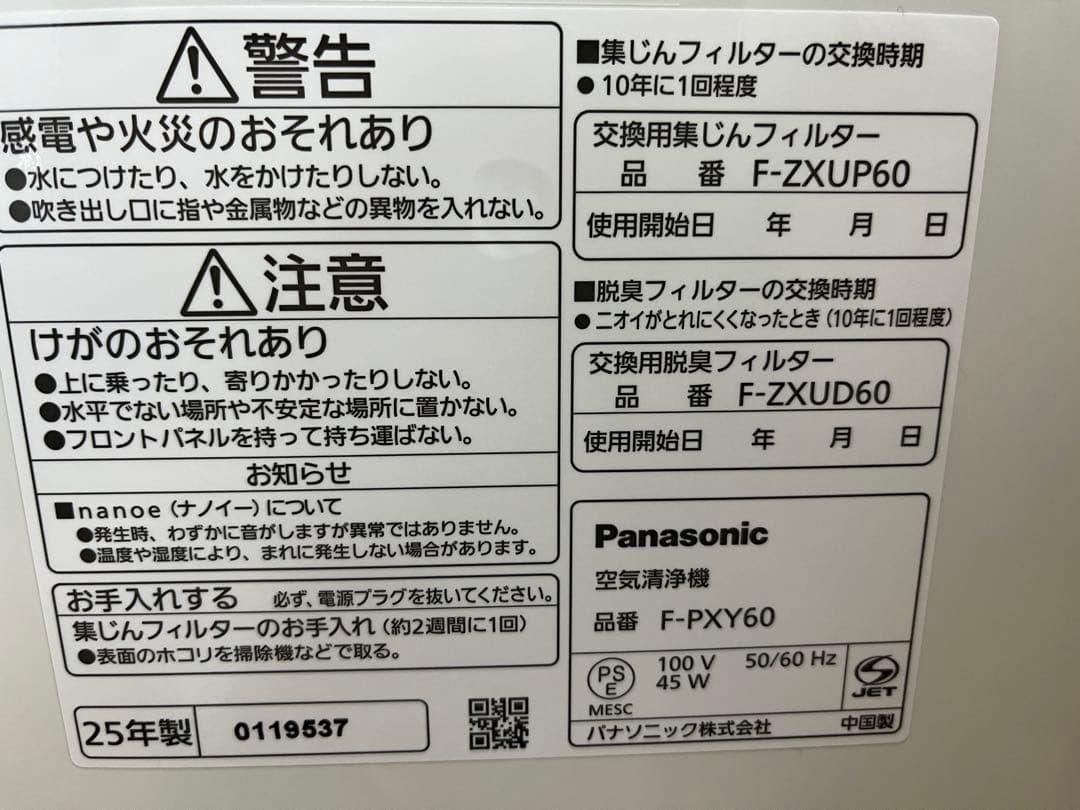 警告
感電や火災のおそれあり
●水につけたり、水をかけたりしない。
●吹き出し口に指や金属物などの異物を入れない。
注意
けがのおそれあり
●上に乗ったり、寄りかかったりしない。
●水平でない場所や不安定な場所に置かない。
●フロントパネルを持って持ち運ばない。
お知らせ
■nanoe（ナノイー）について
●発生時、わずかに音がしますが異常ではありません。
●温度や湿度により、まれに発生しない場合があります。
お手入れする 必ず、電源プラグを抜いてください。
集じんフィルターのお手入れ（約2週間に1回）
●表面のホコリを掃除機などで取る。
25年製 0119537
■集じんフィルターの交換時期
●10年に1回程度
交換用集じんフィルター
品 番 F-ZXUP60
使用開始日 年 月 日
■脱臭フィルターの交換時期
●ニオイがとれにくくなったとき（10年に1回程度）
交換用脱臭フィルター
品 番 F-ZXUD60
使用開始日 年 月 日
Panasonic
空気清浄機
品番 F-PXY60
PS
E
MESC
100 V 50/60 Hz
45 W
JET
パナソニック株式会社 中国製